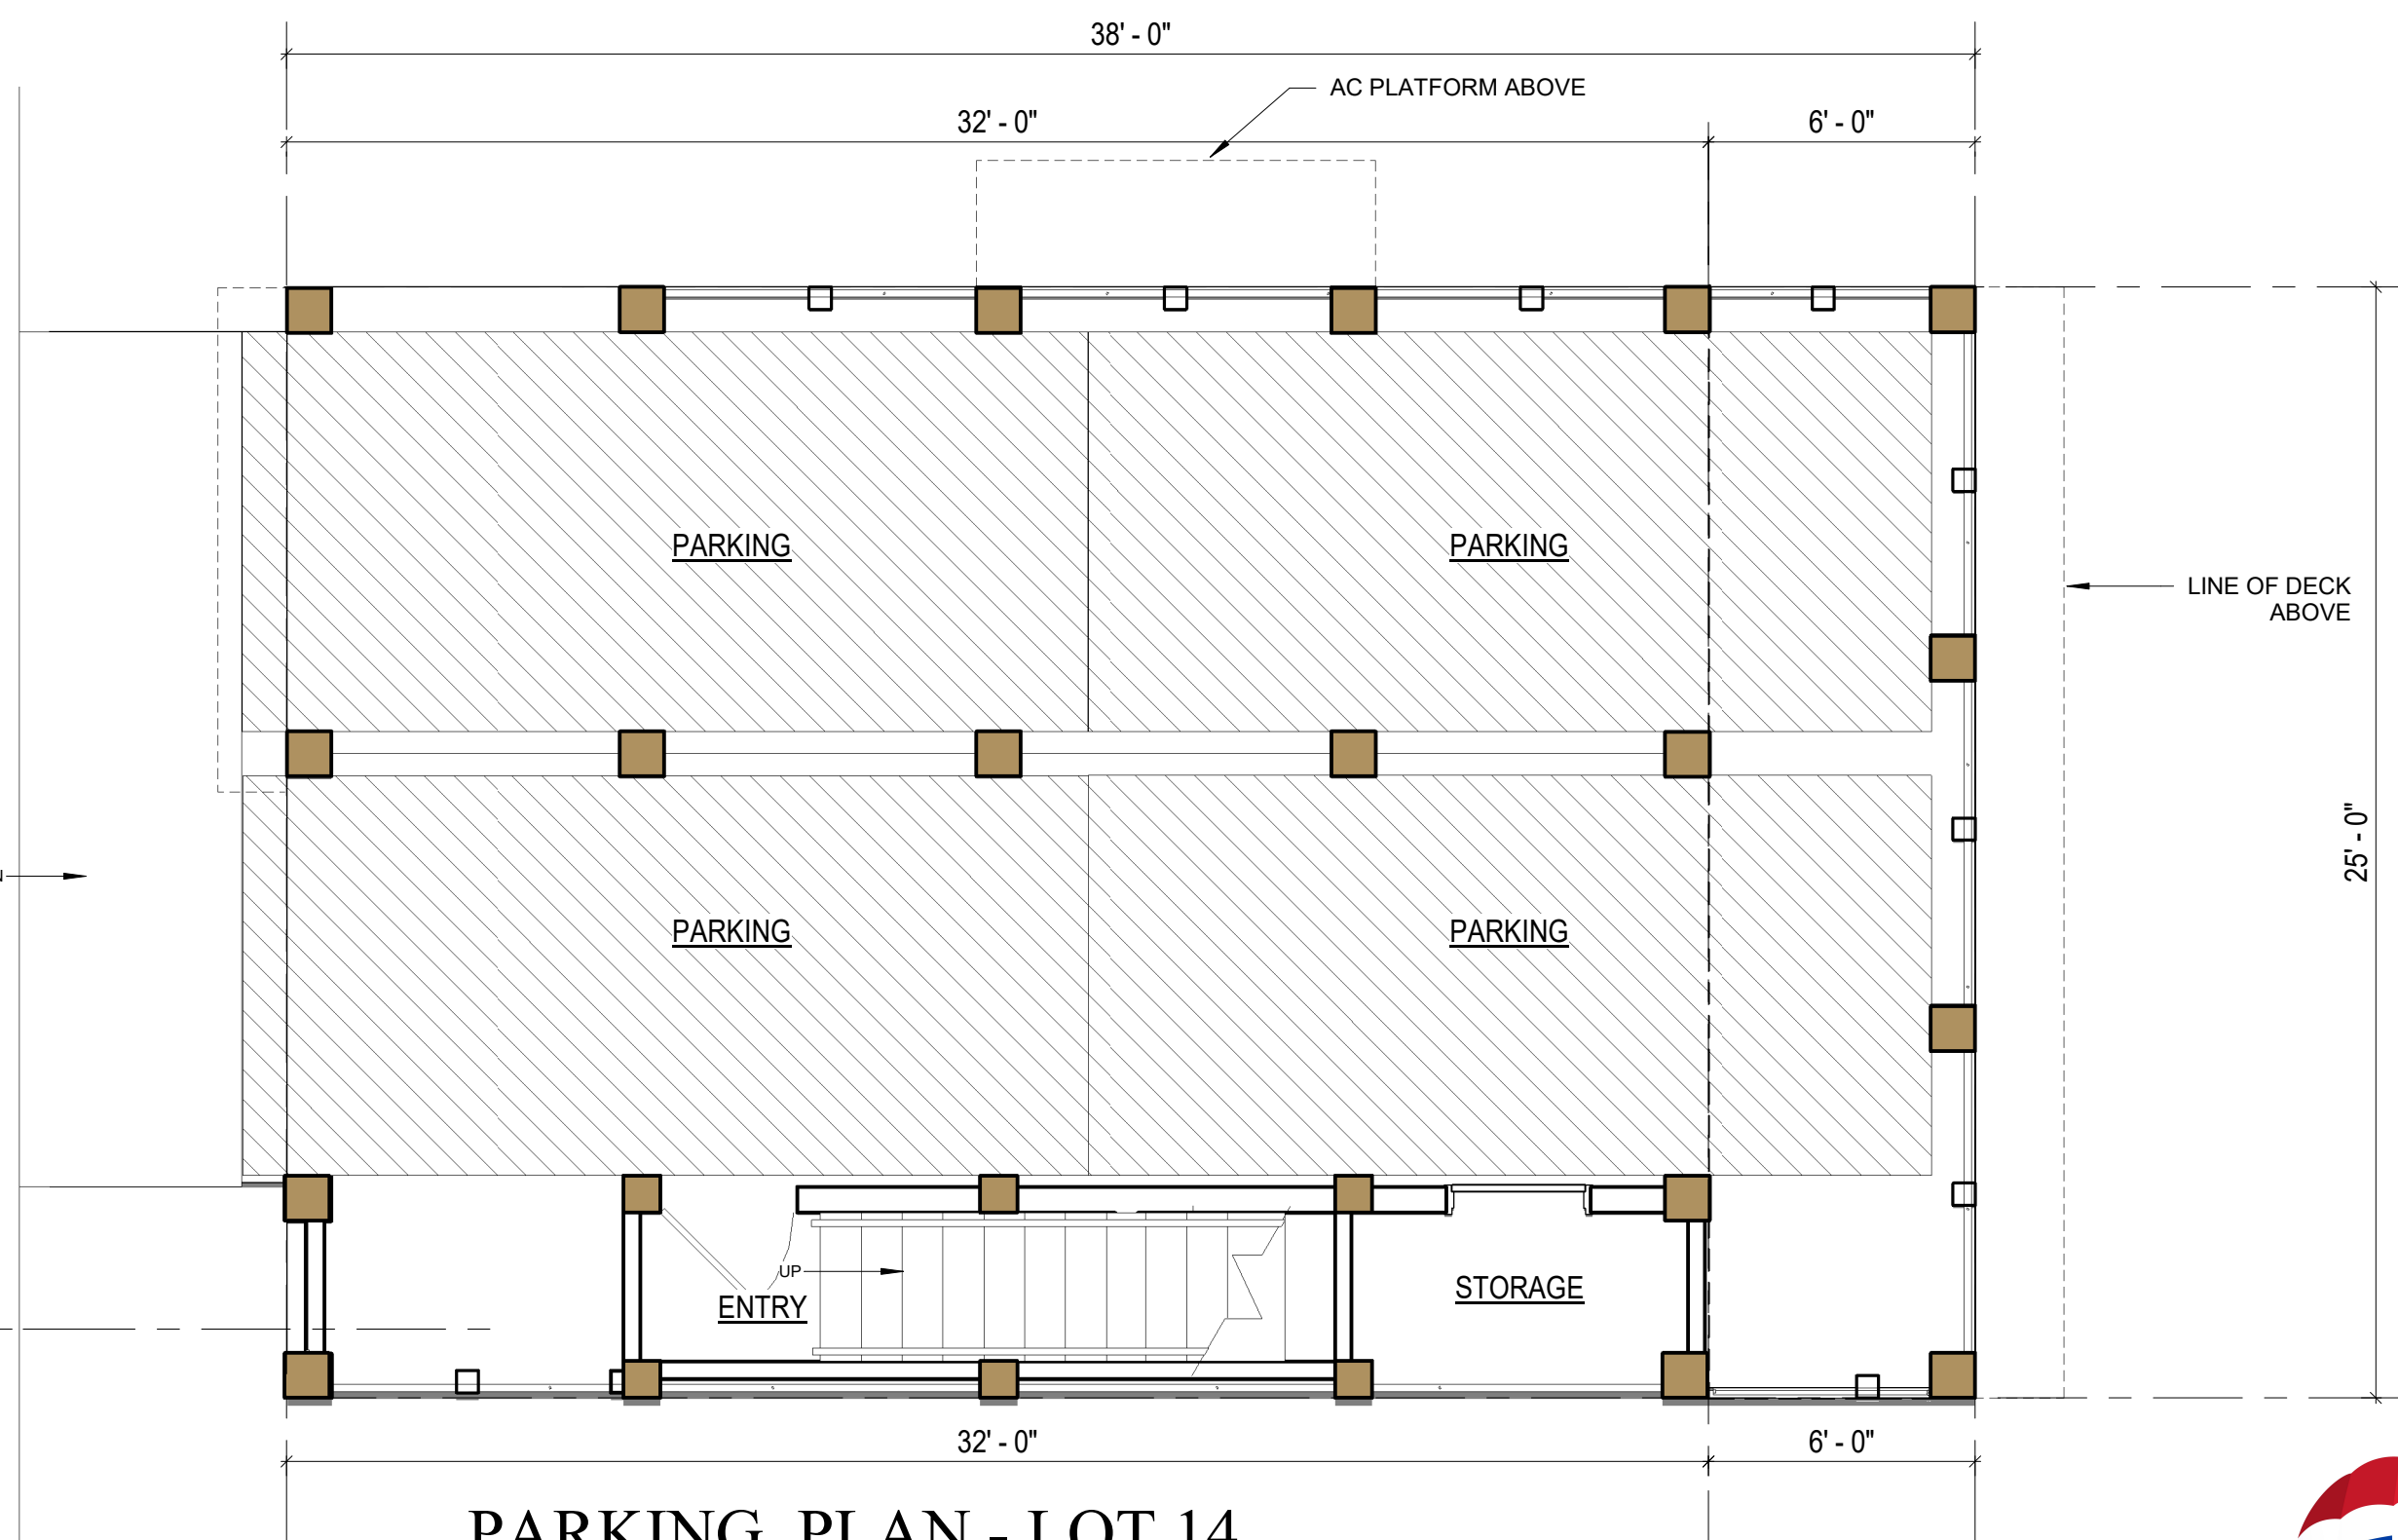 38' - 0"
AC PLATFORM ABOVE
32' - 0"
6' - 0"
PARKING
PARKING
LINE OF DECK
ABOVE
25' - 0"
PARKING
PARKING
UP
ENTRY
STORAGE
32' - 0"
6' - 0"
PARKING PLAN - LOT 14